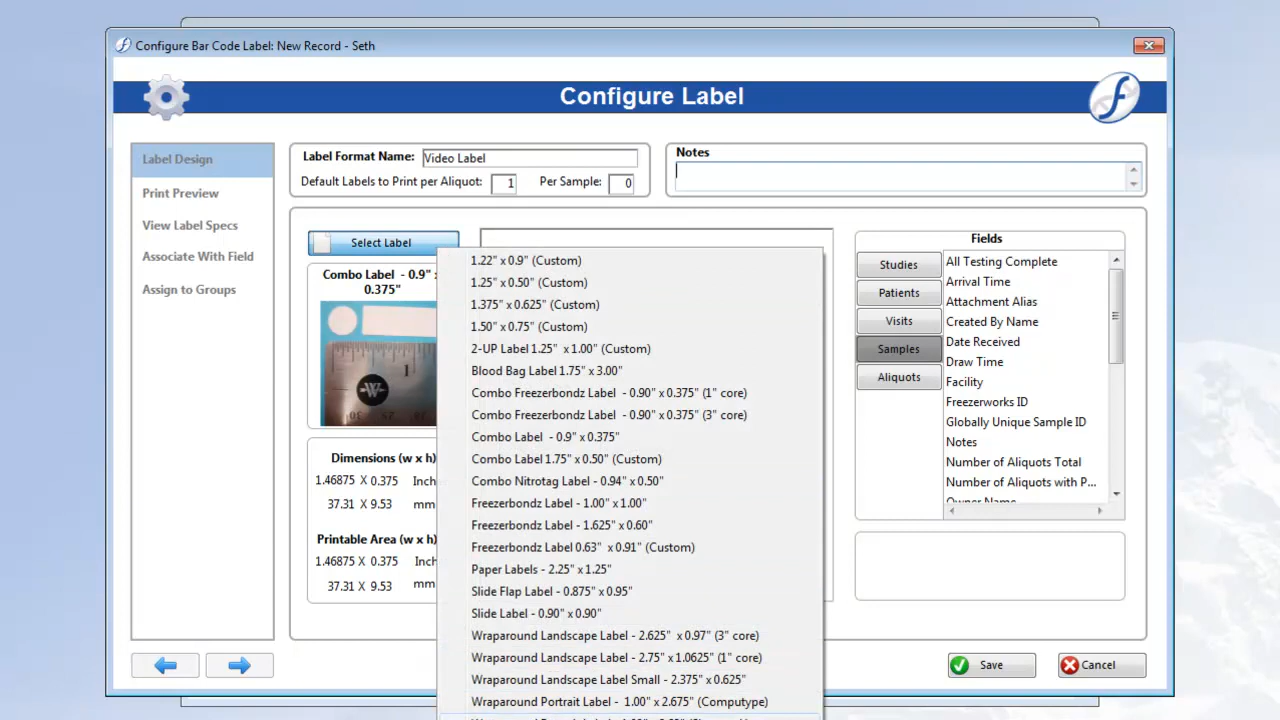 Configure Bar Code Label: New Record - Seth
Configure Label
Label Design
Print Preview
View Label Specs
Associate With Field
Assign to Groups
Label Format Name: Video Label
Default Labels to Print per Aliquot: 1 Per Sample: 0
Notes
Select Label
Combo Label - 0.9" x
0.375"
Dimensions (w x h)
1.46875 X 0.375 Inch
37.31 X 9.53 mm
Printable Area (w x h)
1.46875 X 0.375 Inch
37.31 X 9.53 mm
1.22" x 0.9" (Custom)
1.25" x 0.50" (Custom)
1.375" x 0.625" (Custom)
1.50" x 0.75" (Custom)
2-UP Label 1.25" x 1.00" (Custom)
Blood Bag Label 1.75" x 3.00"
Combo Freezerbondz Label - 0.90" x 0.375" (1" core)
Combo Freezerbondz Label - 0.90" x 0.375" (3" core)
Combo Label - 0.9" x 0.375"
Combo Label 1.75" x 0.50" (Custom)
Combo Nitrotag Label - 0.94" x 0.50"
Freezerbondz Label - 1.00" x 1.00"
Freezerbondz Label - 1.625" x 0.60"
Freezerbondz Label 0.63" x 0.91" (Custom)
Paper Labels - 2.25" x 1.25"
Slide Flap Label - 0.875" x 0.95"
Slide Label - 0.90" x 0.90"
Wraparound Landscape Label - 2.625" x 0.97" (3" core)
Wraparound Landscape Label - 2.75" x 1.0625" (1" core)
Wraparound Landscape Label Small - 2.375" x 0.625"
Wraparound Portrait Label - 1.00" x 2.675" (Computype)
Fields
Studies
Patients
Visits
Samples
Aliquots
All Testing Complete
Arrival Time
Attachment Alias
Created By Name
Date Received
Draw Time
Facility
Freezerworks ID
Globally Unique Sample ID
Notes
Number of Aliquots Total
Number of Aliquots with P...
Owner Name
Save
Cancel